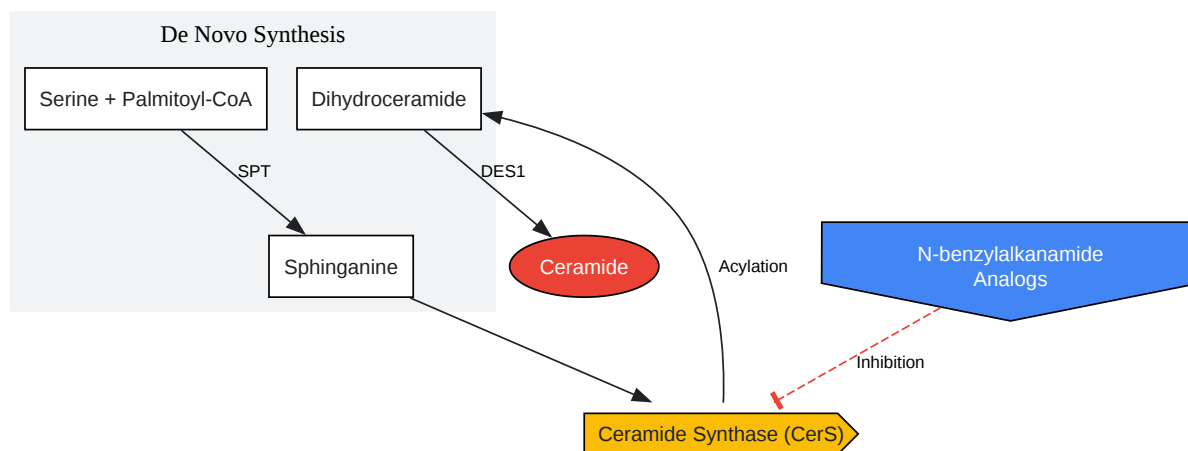 De Novo Synthesis
Serine + Palmitoyl-CoA
Dihydroceramide
SPT
DES1
Sphinganine
Ceramide
Acylation
N-benzylalkanamide
Analogs
Inhibition
Ceramide Synthase (CerS)